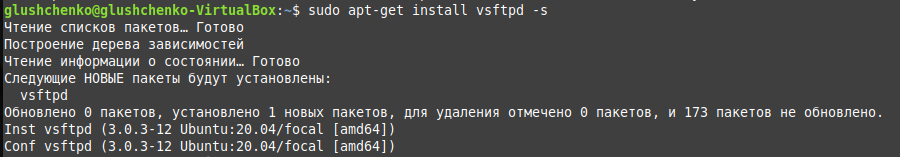 glushchenko@glushchenko-VirtualBox:~$ sudo apt-get install vsftpd -s
Чтение списков пакетов… Готово
Построение дерева зависимостей
Чтение информации о состоянии… Готово
Следующие НОВЫЕ пакеты будут установлены:
  vsftpd
Обновлено 0 пакетов, установлено 1 новых пакетов, для удаления отмечено 0 пакетов, и 173 пакетов не обновлено.
Inst vsftpd (3.0.3-12 Ubuntu:20.04/focal [amd64])
Conf vsftpd (3.0.3-12 Ubuntu:20.04/focal [amd64])